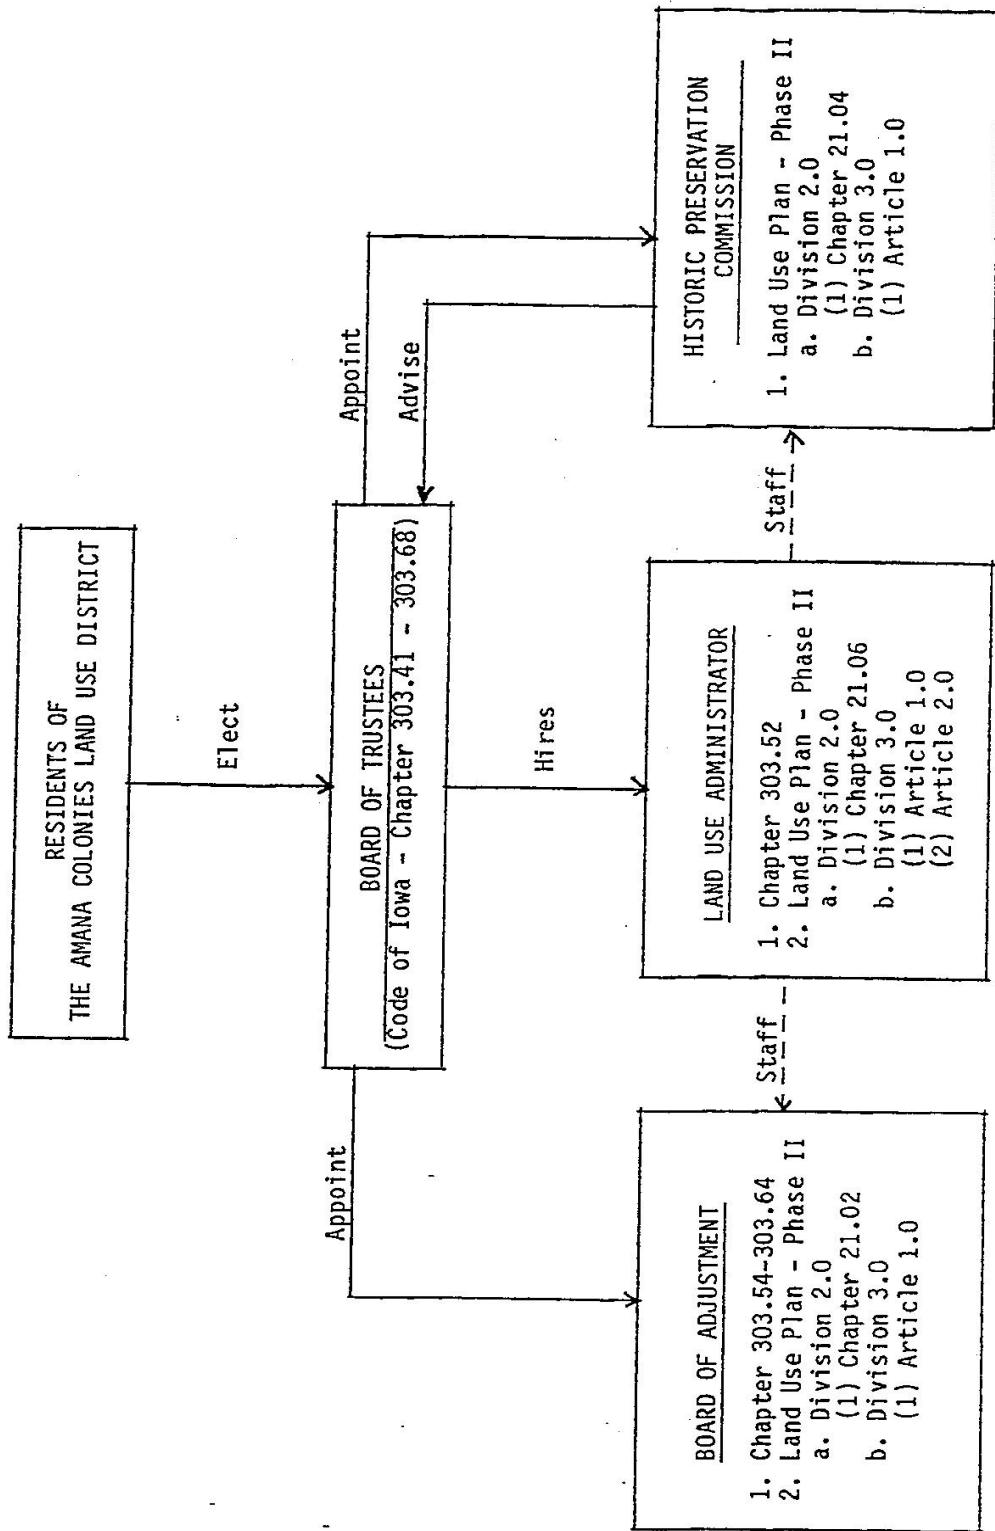 RESIDENTS OF
THE AMANA COLONIES LAND USE DISTRICT
Elect
BOARD OF TRUSTEES
(Code of Iowa - Chapter 303.41 - 303.68)
Appoint
Hires
Appoint
Advise
BOARD OF ADJUSTMENT
1. Chapter 303.54-303.64
2. Land Use Plan - Phase II
a. Division 2.0
(1) Chapter 21.02
b. Division 3.0
(1) Article 1.0
Staff
LAND USE ADMINISTRATOR
1. Chapter 303.52
2. Land Use Plan - Phase II
a. Division 2.0
(1) Chapter 21.06
b. Division 3.0
(1) Article 1.0
(2) Article 2.0
Staff
HISTORIC PRESERVATION
COMMISSION
1. Land Use Plan - Phase II
a. Division 2.0
(1) Chapter 21.04
b. Division 3.0
(1) Article 1.0